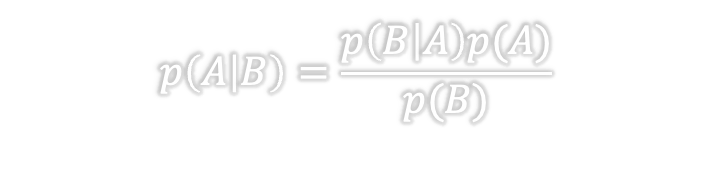 p(A|B) = p(B|A)p(A) / p(B)